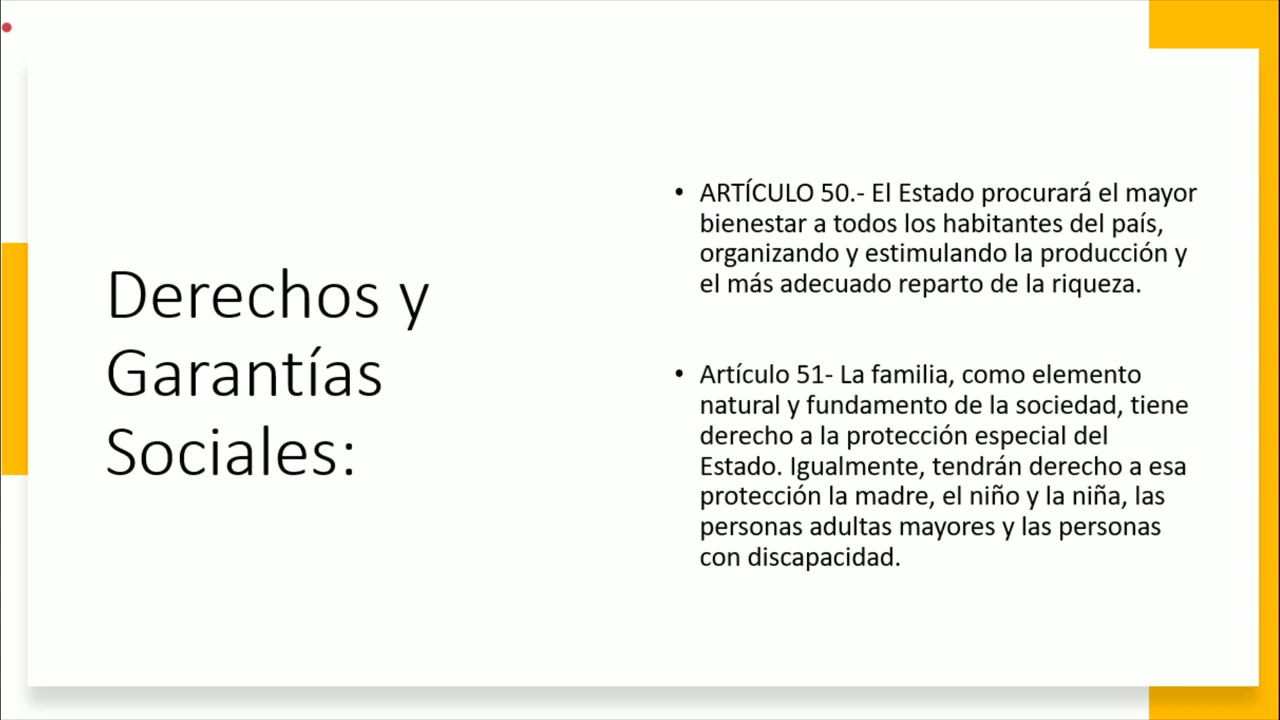 Derechos y
Garantías
Sociales:
• ARTÍCULO 50.- El Estado procurará el mayor
bienestar a todos los habitantes del país,
organizando y estimulando la producción y
el más adecuado reparto de la riqueza.
• Artículo 51- La familia, como elemento
natural y fundamento de la sociedad, tiene
derecho a la protección especial del
Estado. Igualmente, tendrán derecho a esa
protección la madre, el niño y la niña, las
personas adultas mayores y las personas
con discapacidad.